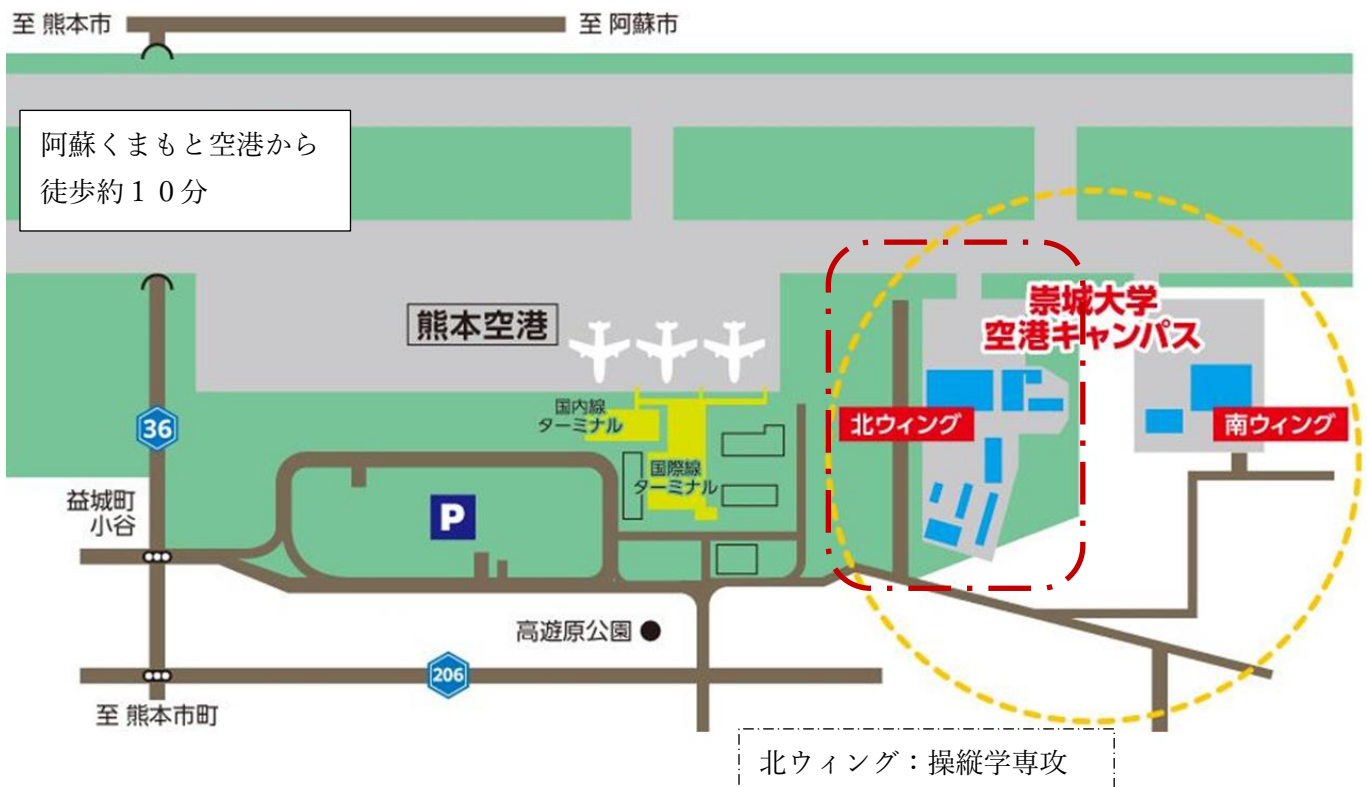 至 熊本市
至 阿蘇市
阿蘇くまもと空港から
徒歩約１０分
熊本空港
崇城大学
空港キャンパス
国内線
ターミナル
北ウィング
南ウィング
36
国際線
ターミナル
益城町
小谷
P
高遊原公園
206
至 熊本市町
北ウィング：操縦学専攻